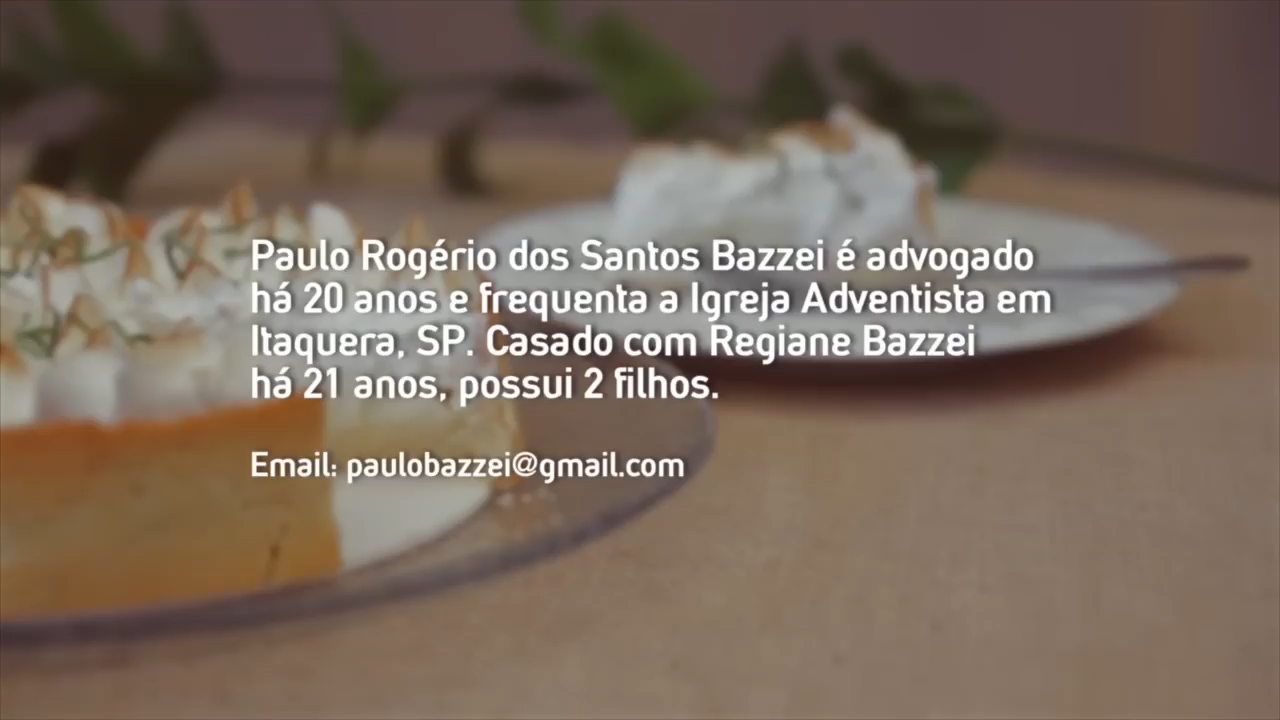 Paulo Rogério dos Santos Bazzei é advogado
há 20 anos e frequenta a Igreja Adventista em
Itaquera, SP. Casado com Regiane Bazzei
há 21 anos, possui 2 filhos.
Email: paulobazzei@gmail.com